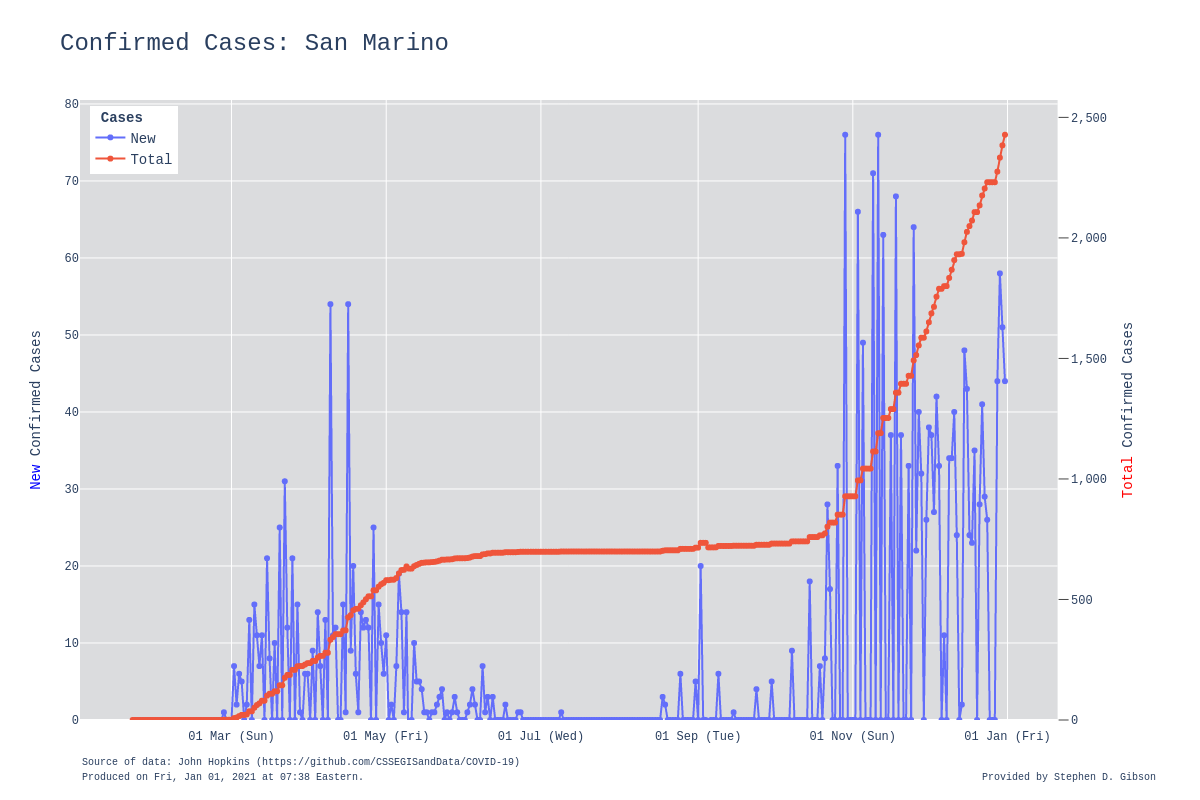 Confirmed Cases: San Marino
Cases
New
Total
80
70
60
50
40
30
20
10
0
2,500
2,000
1,500
1,000
500
0
New Confirmed Cases
Total Confirmed Cases
01 Mar (Sun)
01 May (Fri)
01 Jul (Wed)
01 Sep (Tue)
01 Nov (Sun)
01 Jan (Fri)
Source of data: John Hopkins (https://github.com/CSSEGISandData/COVID-19)
Produced on Fri, Jan 01, 2021 at 07:38 Eastern.
Provided by Stephen D. Gibson